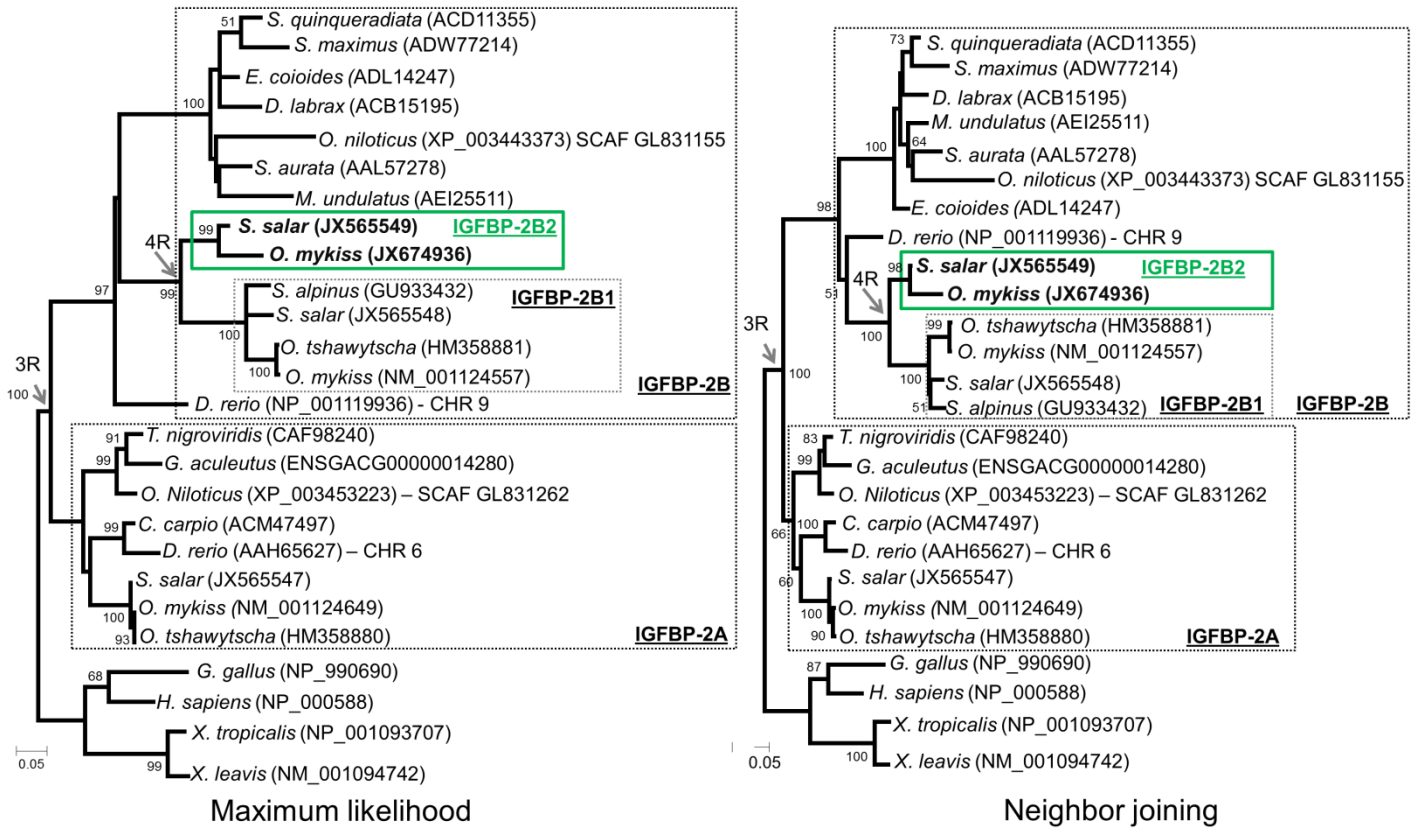 51
S. quinqueradiata (ACD11355)
S. maximus (ADW77214)
E. coioides (ADL14247)
100
D. labrax (ACB15195)
O. niloticus (XP_003443373) SCAF GL831155
S. aurata (AAL57278)
M. undulatus (AEI25511)
4R
99
S. salar (JX565549)
IGFBP-2B2
O. mykiss (JX674936)
97
99
S. alpinus (GU933432)
IGFBP-2B1
S. salar (JX565548)
100
O. tshawytscha (HM358881)
100
O. mykiss (NM_001124557)
IGFBP-2B
3R
100
D. rerio (NP_001119936) - CHR 9
91
T. nigroviridis (CAF98240)
99
G. aculeutus (ENSGACG00000014280)
O. Niloticus (XP_003453223) – SCAF GL831262
99
C. carpio (ACM47497)
D. rerio (AAH65627) – CHR 6
S. salar (JX565547)
100
O. mykiss (NM_001124649)
93
O. tshawytscha (HM358880)
IGFBP-2A
68
G. gallus (NP_990690)
H. sapiens (NP_000588)
X. tropicalis (NP_001093707)
99
X. leavis (NM_001094742)
0.05
Maximum likelihood
73
S. quinqueradiata (ACD11355)
S. maximus (ADW77214)
D. labrax (ACB15195)
M. undulatus (AEI25511)
100
64
S. aurata (AAL57278)
O. niloticus (XP_003443373) SCAF GL831155
98
E. coioides (ADL14247)
D. rerio (NP_001119936) - CHR 9
4R
98
S. salar (JX565549)
IGFBP-2B2
51
O. mykiss (JX674936)
3R
100
99
O. tshawytscha (HM358881)
O. mykiss (NM_001124557)
100
100
S. salar (JX565548)
51
S. alpinus (GU933432)
IGFBP-2B1
IGFBP-2B
83
T. nigroviridis (CAF98240)
99
G. aculeutus (ENSGACG00000014280)
O. Niloticus (XP_003453223) – SCAF GL831262
66
100
C. carpio (ACM47497)
D. rerio (AAH65627) – CHR 6
60
S. salar (JX565547)
100
O. mykiss (NM_001124649)
90
O. tshawytscha (HM358880)
IGFBP-2A
87
G. gallus (NP_990690)
H. sapiens (NP_000588)
X. tropicalis (NP_001093707)
100
X. leavis (NM_001094742)
0.05
Neighbor joining